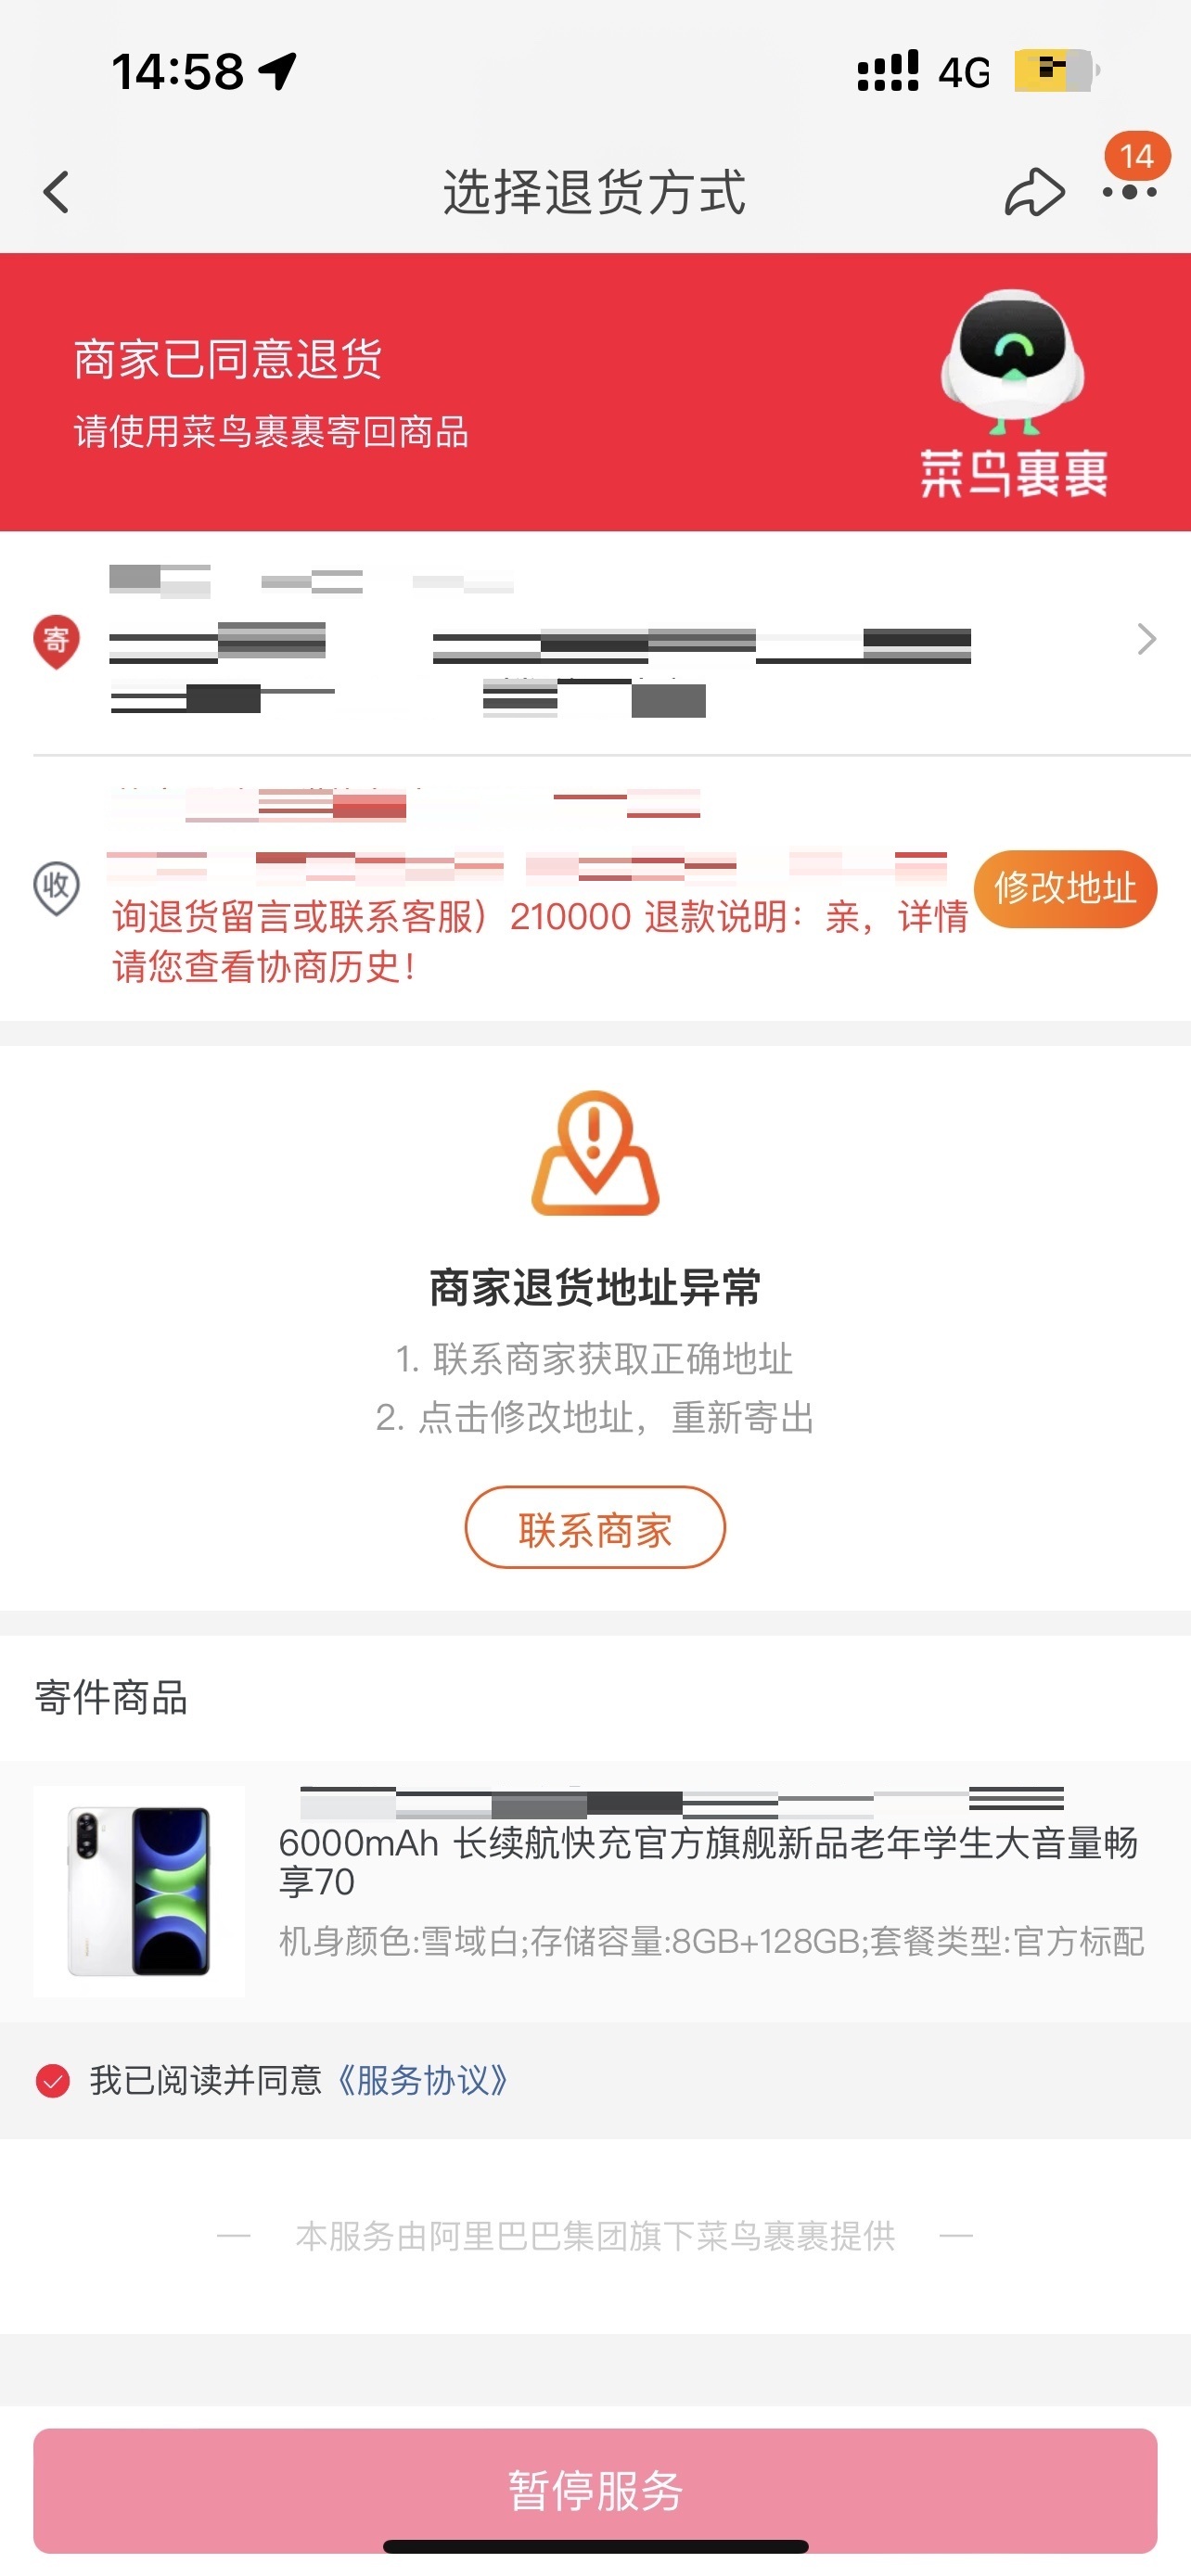 14:58
4G
14
选择退货方式
商家已同意退货
请使用菜鸟裹裹寄回商品
菜鸟裹裹
寄
收
修改地址
询退货留言或联系客服）210000 退款说明：亲，详情
请您查看协商历史！
商家退货地址异常
1. 联系商家获取正确地址
2. 点击修改地址，重新寄出
联系商家
寄件商品
6000mAh 长续航快充官方旗舰新品老年学生大音量畅
享70
机身颜色:雪域白;存储容量:8GB+128GB;套餐类型:官方标配
我已阅读并同意《服务协议》
本服务由阿里巴巴集团旗下菜鸟裹裹提供
暂停服务